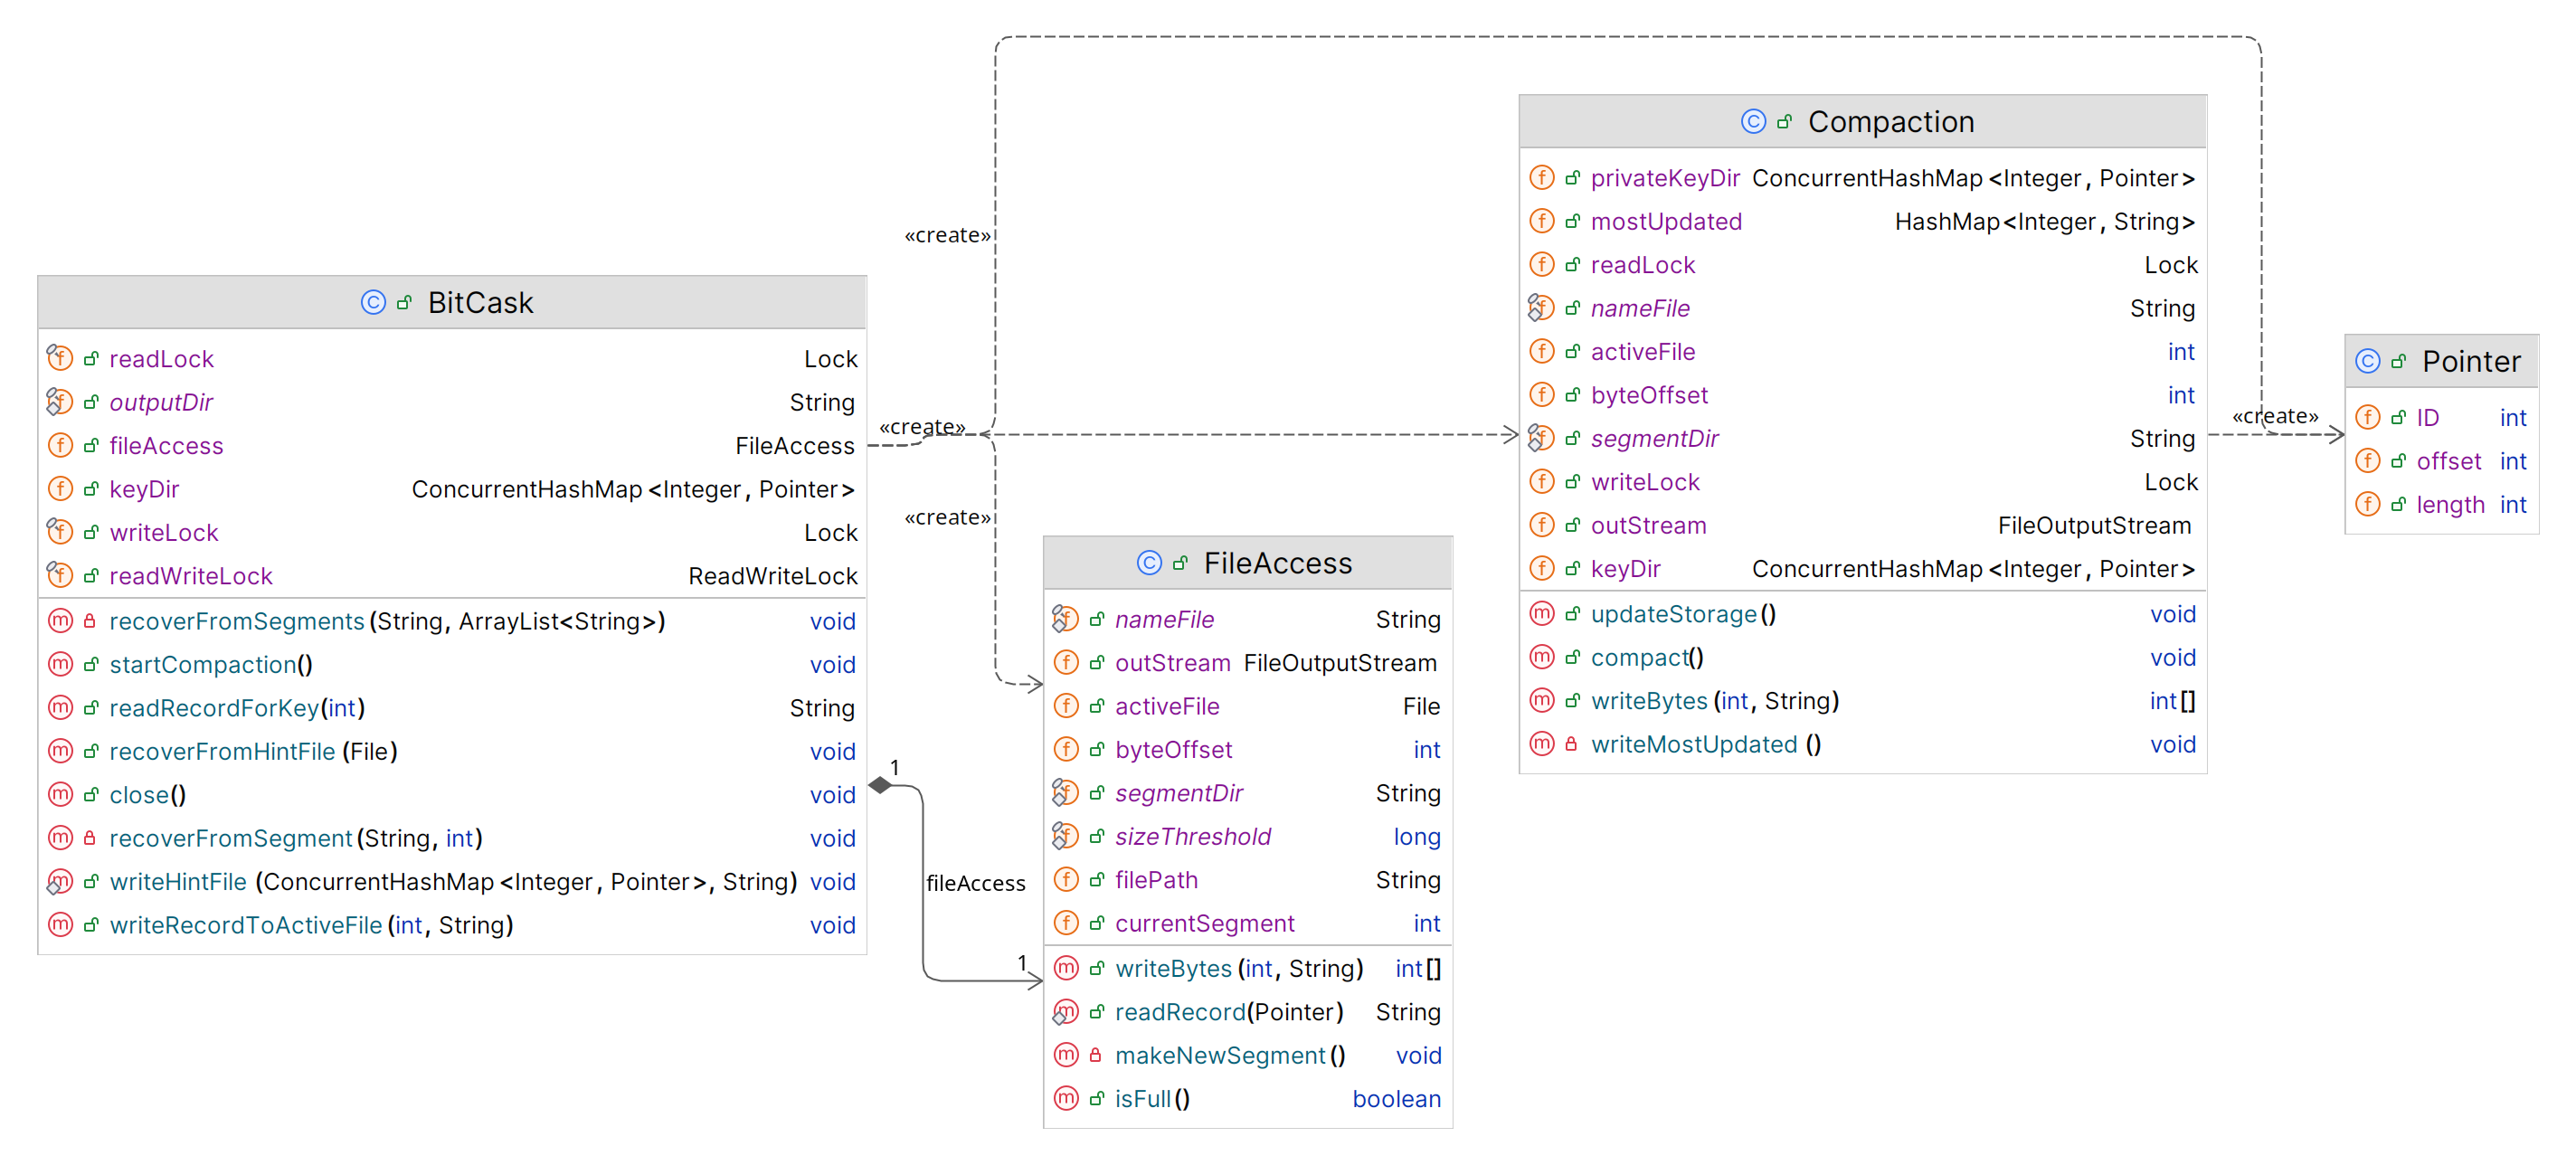 BitCask
readLock Lock
outputDir String
fileAccess FileAccess
keyDir ConcurrentHashMap<Integer, Pointer>
writeLock Lock
readWriteLock ReadWriteLock
recoverFromSegments(String, ArrayList<String>) void
startCompaction() void
readRecordForKey(int) String
recoverFromHintFile(File) void
close() void
recoverFromSegment(String, int) void
writeHintFile(ConcurrentHashMap<Integer, Pointer>, String) void
writeRecordToActiveFile(int, String) void
«create»
«create»
«create»
1
fileAccess
1
FileAccess
nameFile String
outStream FileOutputStream
activeFile File
byteOffset int
segmentDir String
sizeThreshold long
filePath String
currentSegment int
writeBytes(int, String) int[]
readRecord(Pointer) String
makeNewSegment() void
isFull() boolean
Compaction
privateKeyDir ConcurrentHashMap<Integer, Pointer>
mostUpdated HashMap<Integer, String>
readLock Lock
nameFile String
activeFile int
byteOffset int
segmentDir String
writeLock Lock
outStream FileOutputStream
keyDir ConcurrentHashMap<Integer, Pointer>
updateStorage() void
compact() void
writeBytes(int, String) int[]
writeMostUpdated() void
«create»
Pointer
ID int
offset int
length int